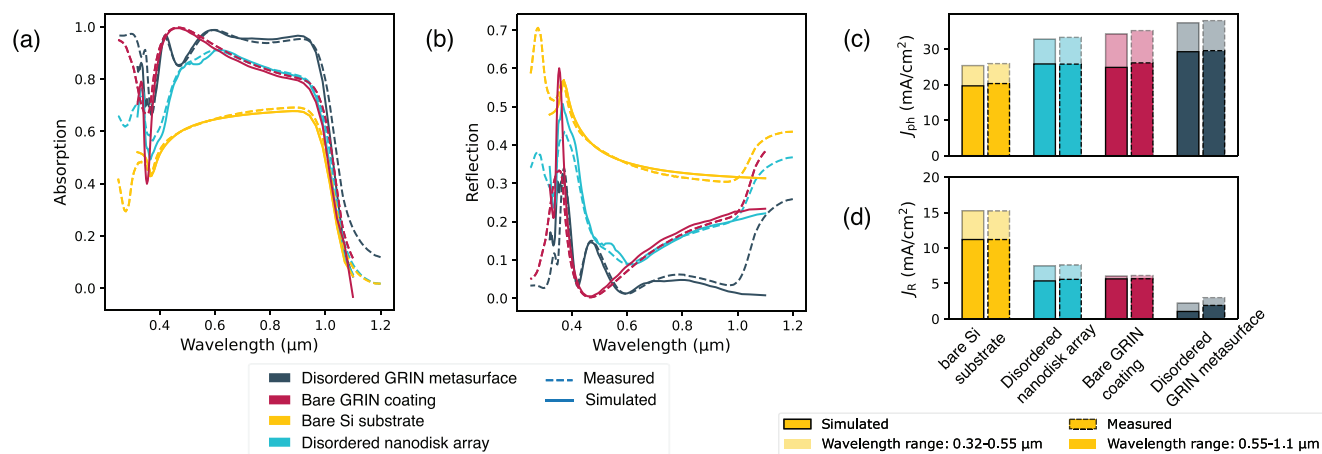 (a)
Absorption
1.0
0.8
0.6
0.4
0.2
0.0
0.4
0.6
0.8
1.0
1.2
Wavelength (μm)
(b)
Reflection
0.7
0.6
0.5
0.4
0.3
0.2
0.1
0.0
0.4
0.6
0.8
1.0
1.2
Wavelength (μm)
Disordered GRIN metasurface
Bare GRIN coating
Bare Si substrate
Disordered nanodisk array
Measured
Simulated
(c)
Jph (mA/cm²)
30
20
10
0
(d)
JR (mA/cm²)
20
15
10
5
0
bare Si
substrate
Disordered
nanodisk array
Bare GRIN
coating
Disordered
GRIN metasurface
Simulated
Measured
Wavelength range: 0.32-0.55 μm
Wavelength range: 0.55-1.1 μm